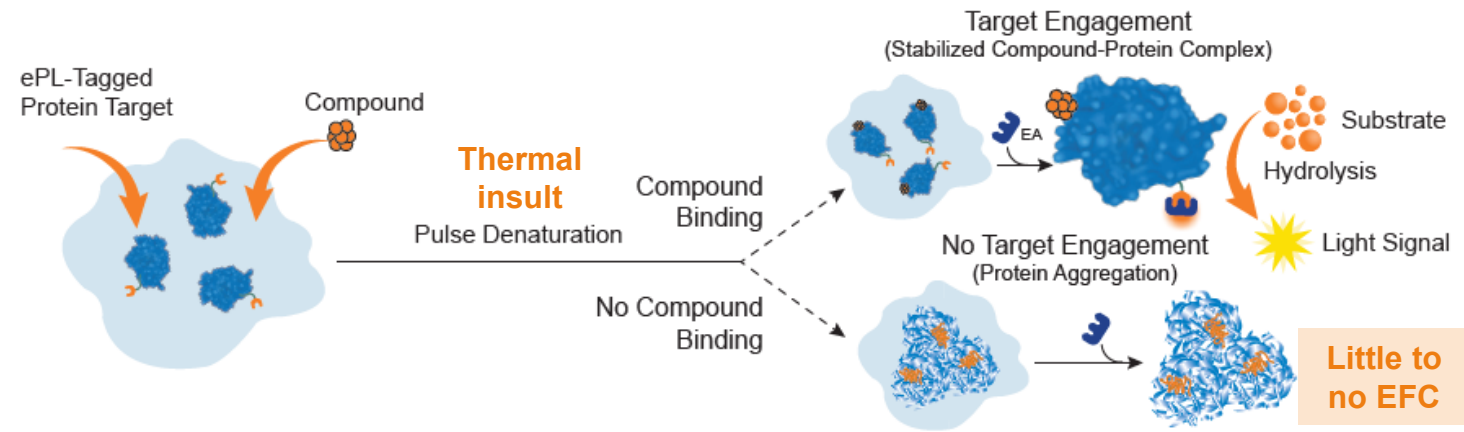 ePL-Tagged
Protein Target
Compound
Thermal
insult
Pulse Denaturation
Compound
Binding
No Compound
Binding
Target Engagement
(Stabilized Compound-Protein Complex)
EA
Substrate
Hydrolysis
Light Signal
No Target Engagement
(Protein Aggregation)
Little to
no EFC